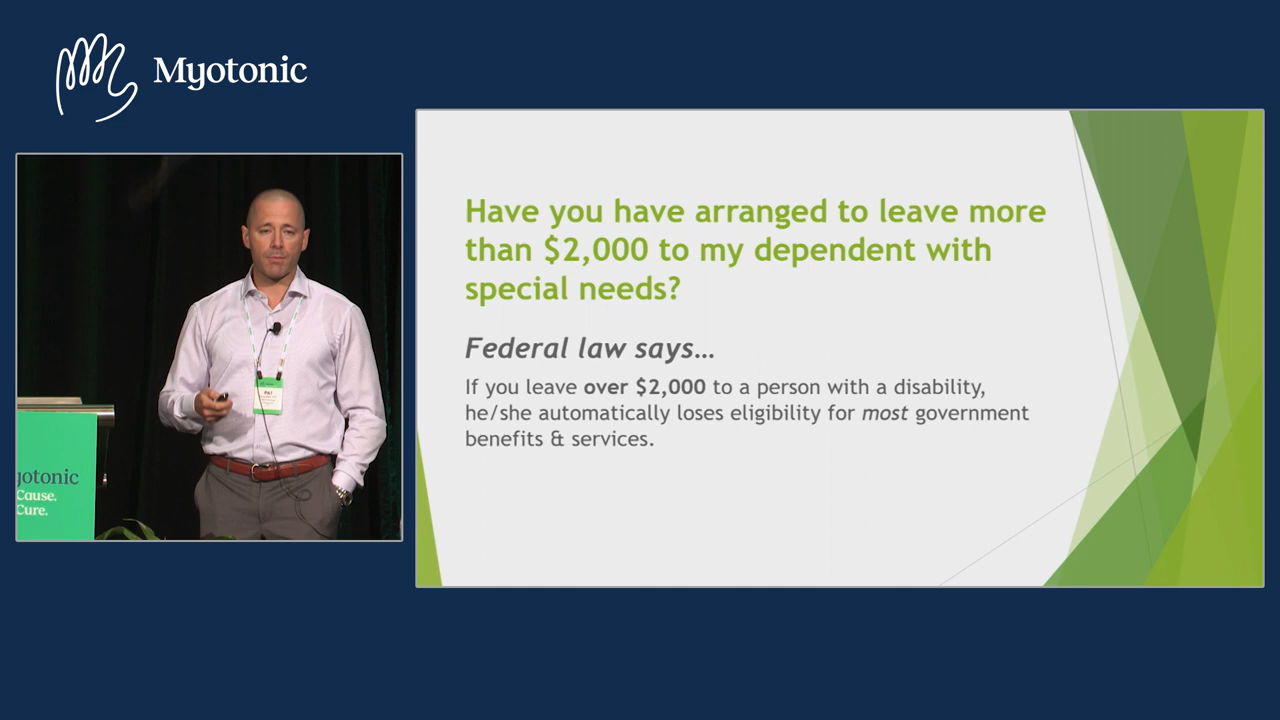 Myotonic
Have you have arranged to leave more
than $2,000 to my dependent with
special needs?
Federal law says...
If you leave over $2,000 to a person with a disability,
he/she automatically loses eligibility for most government
benefits & services.
yotonic
Cause.
Cure.